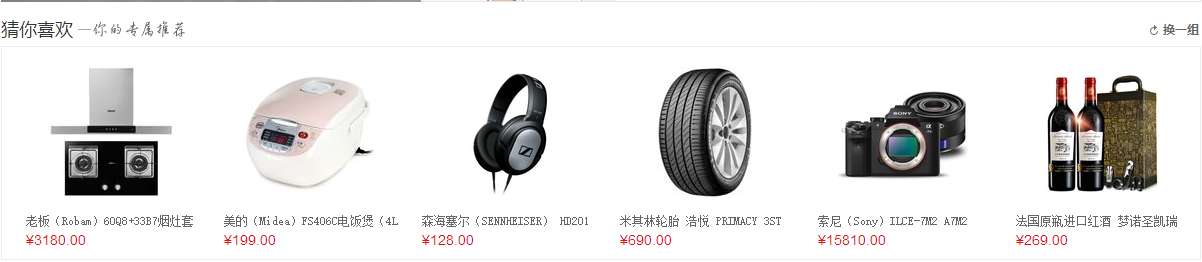 猜你喜欢 —你的专属推荐
换一组
SONY
老板（Robam）60Q8+33B7烟灶套
¥3180.00
美的（Midea）FS406C电饭煲（4L
¥199.00
森海塞尔（SENNHEISER） HD201
¥128.00
米其林轮胎 浩悦 PRIMACY 3ST
¥690.00
索尼（Sony）ILCE-7M2 A7M2
¥15810.00
法国原瓶进口红酒 梦诺圣凯瑞
¥269.00